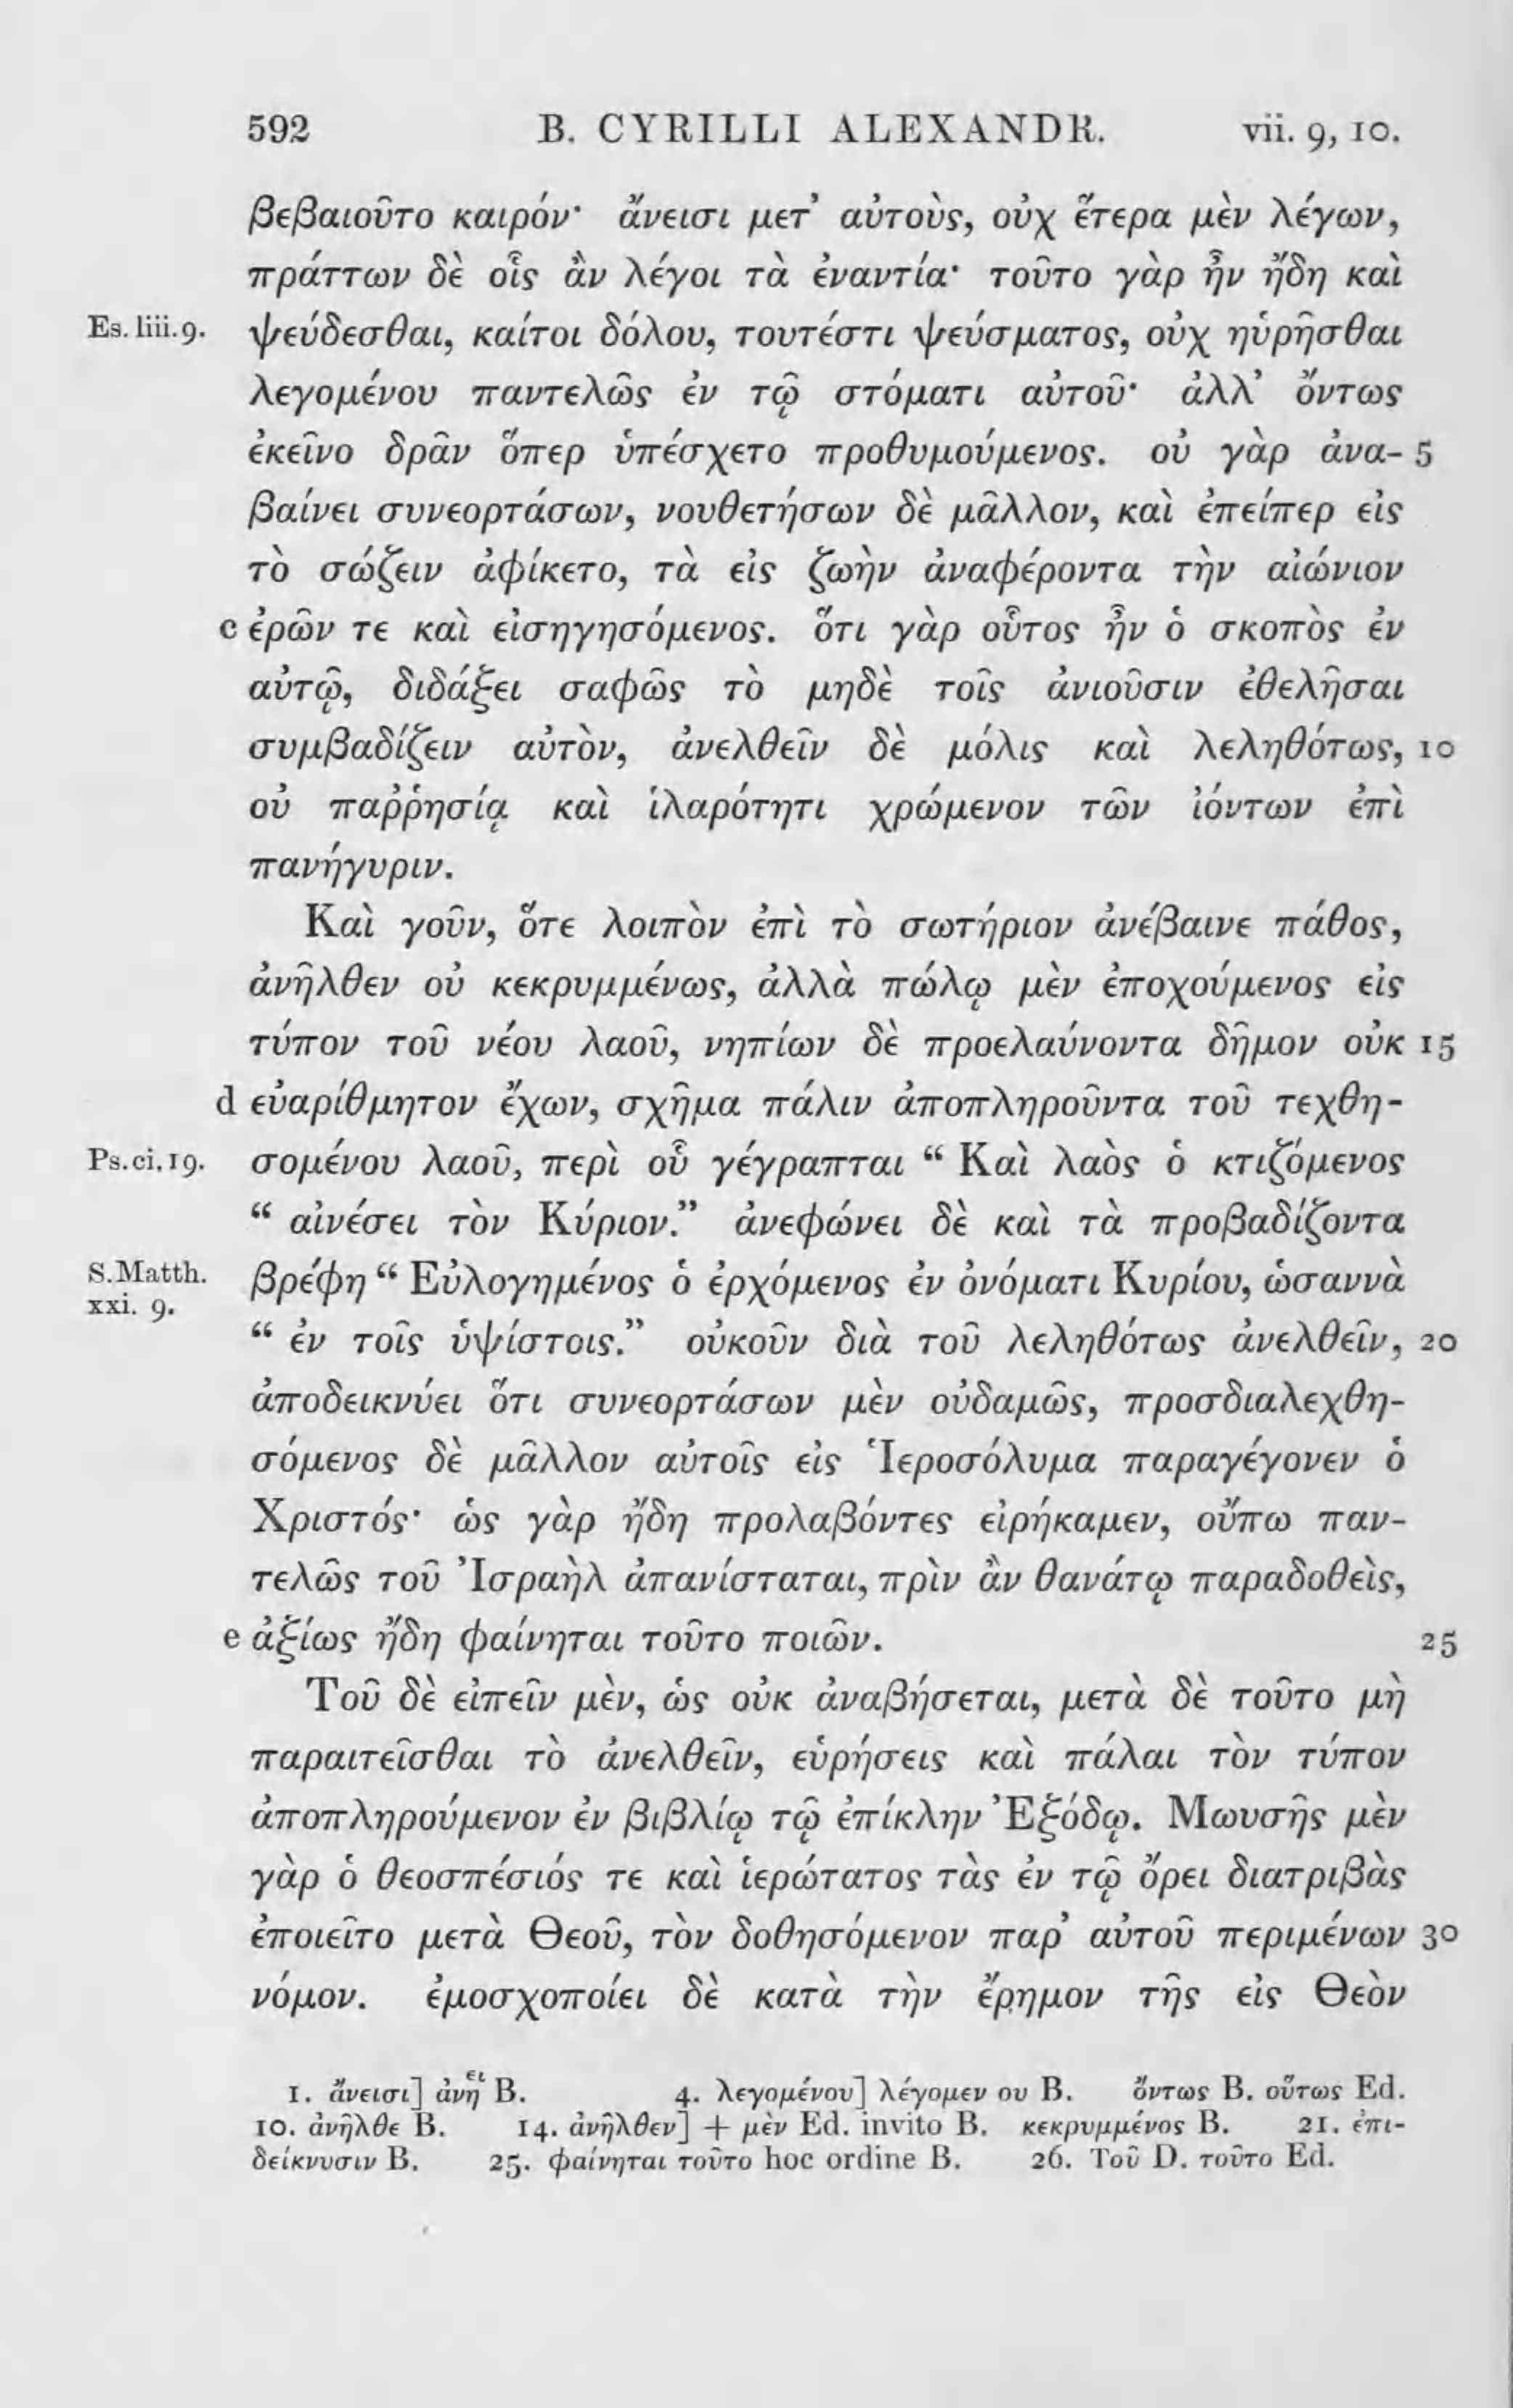 592 B. CYRILLI ALEXANDR. vii. 9, 10.
βεβαιοῦτο καιρόν· ἄνεισι μετ’ αὐτοὺς, οὐχ ἕτερα μὲν λέγων,
πράττων δὲ οἷς ἂν λέγοι τὰ ἐναντία· τοῦτο γὰρ ἦν ἤδη καὶ
Es. liii. 9. ψεύδεσθαι, καίτοι δόλου, τουτέστι ψεύσματος, οὐχ ηὑρῆσθαι
λεγομένου παντελῶς ἐν τῷ στόματι αὐτοῦ· ἀλλ’ ὄντως
ἐκεῖνο δρᾶν ὅπερ ὑπέσχετο προθυμούμενος. οὐ γὰρ ἀνα- 5
βαίνει συνεορτάσων, νουθετήσων δὲ μᾶλλον, καὶ ἐπείπερ εἰς
τὸ σώζειν ἀφίκετο, τὰ εἰς ζωὴν ἀναφέροντα τὴν αἰώνιον
c ἐρῶν τε καὶ εἰσηγησόμενος. ὅτι γὰρ οὗτος ἦν ὁ σκοπὸς ἐν
αὐτῷ, διδάξει σαφῶς τὸ μηδὲ τοῖς ἀνιοῦσιν ἐθελῆσαι
συμβαδίζειν αὐτὸν, ἀνελθεῖν δὲ μόλις καὶ λεληθότως, 10
οὐ παῤῥησίᾳ καὶ ἱλαρότητι χρώμενον τῶν ἰόντων ἐπὶ
πανήγυριν.
Καὶ γοῦν, ὅτε λοιπὸν ἐπὶ τὸ σωτήριον ἀνέβαινε πάθος,
ἀνῆλθεν οὐ κεκρυμμένως, ἀλλὰ πώλῳ μὲν ἐποχούμενος εἰς
τύπον τοῦ νέου λαοῦ, νηπίων δὲ προελαύνοντα δῆμον οὐκ 15
d εὐαρίθμητον ἔχων, σχῆμα πάλιν ἀποπληροῦντα τοῦ τεχθη-
Ps. ci. 19. σομένου λαοῦ, περὶ οὗ γέγραπται “ Καὶ λαὸς ὁ κτιζόμενος
“ αἰνέσει τὸν Κύριον.” ἀνεφώνει δὲ καὶ τὰ προβαδίζοντα
S. Matth. xxi. 9. βρέφη “ Εὐλογημένος ὁ ἐρχόμενος ἐν ὀνόματι Κυρίου, ὡσαννὰ
“ ἐν τοῖς ὑψίστοις.” οὐκοῦν διὰ τοῦ λεληθότως ἀνελθεῖν, 20
ἀποδεικνύει ὅτι συνεορτάσων μὲν οὐδαμῶς, προσδιαλεχθη-
σόμενος δὲ μᾶλλον αὐτοῖς εἰς Ἱεροσόλυμα παραγέγονεν ὁ
Χριστός· ὡς γὰρ ἤδη προλαβόντες εἰρήκαμεν, οὔπω παν-
τελῶς τοῦ Ἰσραὴλ ἀπανίσταται, πρὶν ἂν θανάτῳ παραδοθεὶς,
e ἀξίως ἤδη φαίνηται τοῦτο ποιῶν. 25
Τοῦ δὲ εἰπεῖν μὲν, ὡς οὐκ ἀναβήσεται, μετὰ δὲ τοῦτο μὴ
παραιτεῖσθαι τὸ ἀνελθεῖν, εὑρήσεις καὶ πάλαι τὸν τύπον
ἀποπληρούμενον ἐν βιβλίῳ τῷ ἐπίκλην Ἐξόδῳ. Μωυσῆς μὲν
γὰρ ὁ θεοσπέσιός τε καὶ ἱερώτατος τὰς ἐν τῷ ὄρει διατριβὰς
ἐποιεῖτο μετὰ Θεοῦ, τὸν δοθησόμενον παρ’ αὐτοῦ περιμένων 30
νόμον. ἐμοσχοποίει δὲ κατὰ τὴν ἔρημον τῆς εἰς Θεὸν
1. ἄνεισι] ἀνῄει B. 4. λεγομένου] λέγομεν ου B. ὄντως B. οὕτως Ed.
10. ἀνῆλθε B. 14. ἀνῆλθεν] + μὲν Ed. invito B. κεκρυμμένος B. 21. ἐπι-
δείκνυσιν B. 25. φαίνηται τοῦτο hoc ordine B. 26. Τοῦ D. τοῦτο Ed.